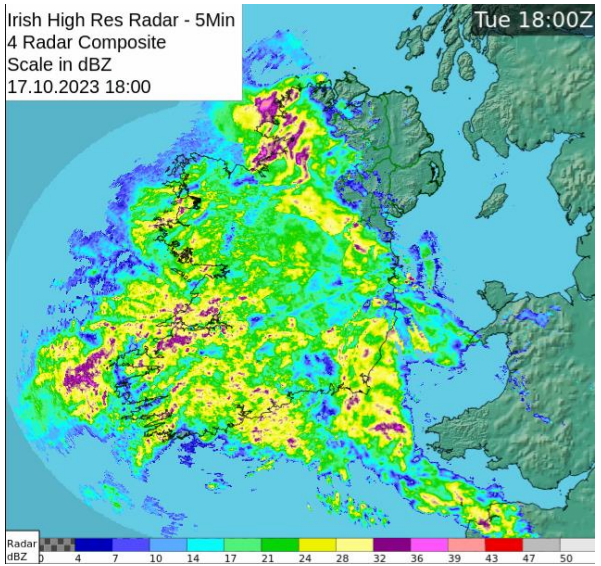 Irish High Res Radar - 5Min
4 Radar Composite
Scale in dBZ
17.10.2023 18:00
Tue 18:00Z
Radar
dBZ 0 4 7 10 14 17 21 24 28 32 36 39 43 47 50